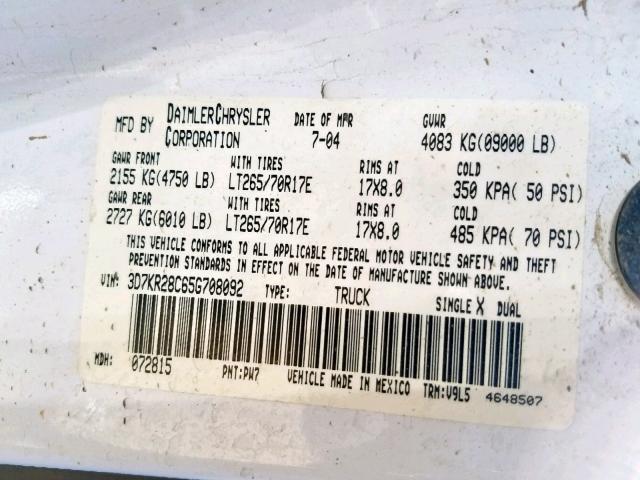 MFD BY DAIMLERCHRYSLER CORPORATION DATE OF MFR 7-04 GVWR 4083 KG(09000 LB)
GAWR FRONT WITH TIRES RIMS AT COLD
2155 KG(4750 LB) LT265/70R17E 17X8.0 350 KPA( 50 PSI)
GAWR REAR WITH TIRES RIMS AT COLD
2727 KG(6010 LB) LT265/70R17E 17X8.0 485 KPA( 70 PSI)
THIS VEHICLE CONFORMS TO ALL APPLICABLE FEDERAL MOTOR VEHICLE SAFETY AND THEFT
PREVENTION STANDARDS IN EFFECT ON THE DATE OF MANUFACTURE SHOWN ABOVE.
VIN: 3D7KR28C65G708092 TYPE: TRUCK SINGLE X DUAL
MDH: 072815 PNT:PW7 VEHICLE MADE IN MEXICO TRM:V9L5 4648507